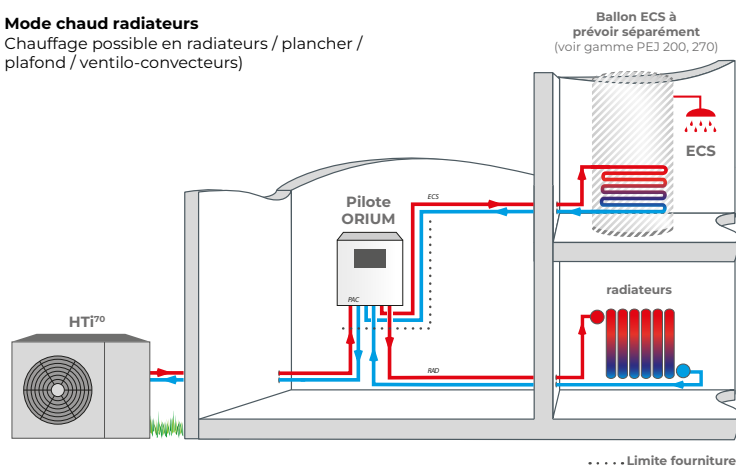 Mode chaud radiateurs
Chauffage possible en radiateurs / plancher /
plafond / ventilo-convecteurs)
Ballon ECS à
prévoir séparément
(voir gamme PEJ 200, 270)
ECS
Pilote
ORIUM
ECS
PAC
radiateurs
HTi70
RAD
.....Limite fourniture